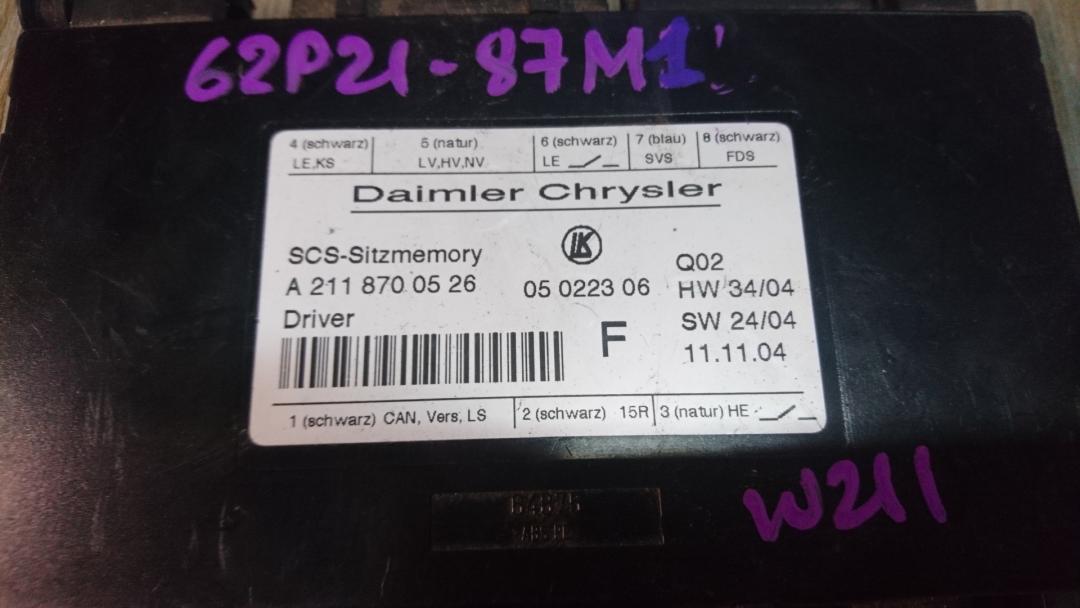 62P21-87M1
4 (schwarz) 5 (natur) 6 (schwarz) 7 (blau) 8 (schwarz)
LE,KS LV,HV,NV LE SVS FDS
Daimler Chrysler
SCS-Sitzmemory LK Q02
A 211 870 05 26 05 0223 06 HW 34/04
Driver F SW 24/04
11.11.04
1 (schwarz) CAN, Vers, LS 2 (schwarz) 15R 3 (natur) HE
W211